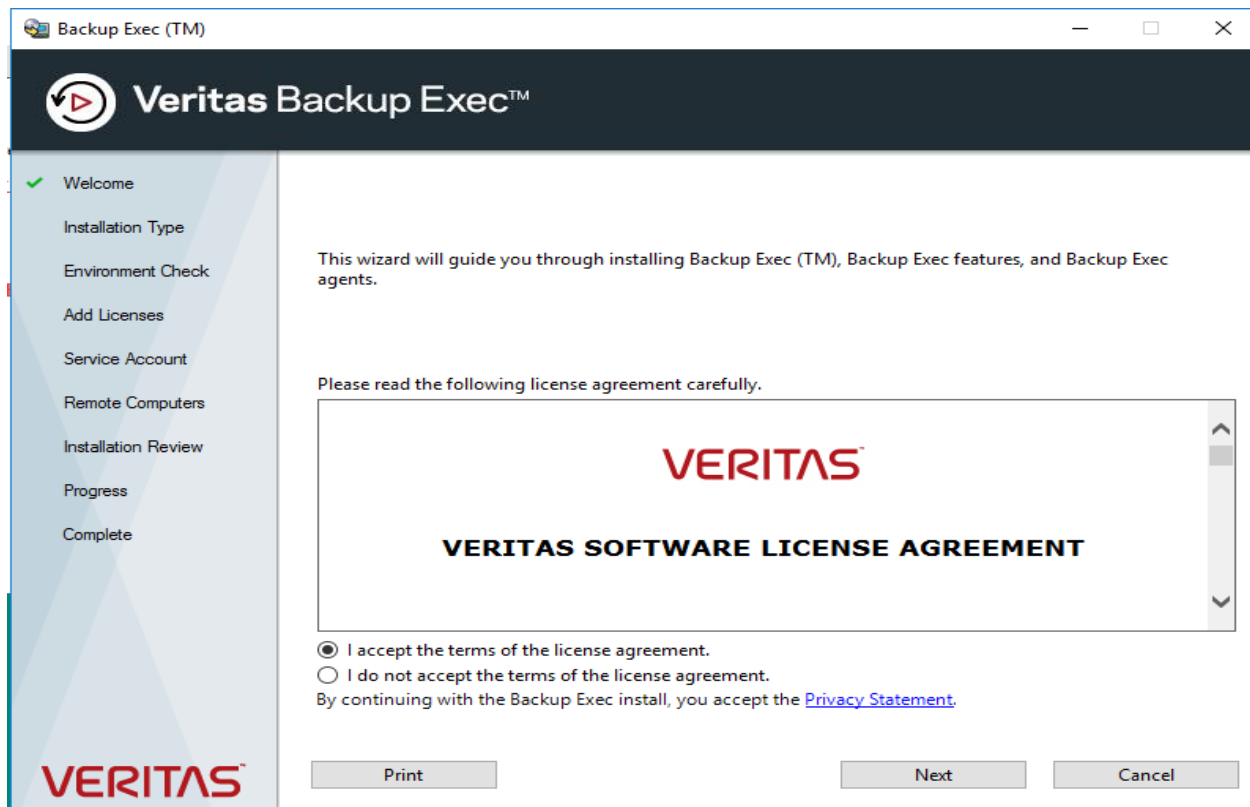 Backup Exec (TM)
Veritas Backup Exec™
Welcome
Installation Type
Environment Check
Add Licenses
Service Account
Remote Computers
Installation Review
Progress
Complete
VERITAS™
This wizard will guide you through installing Backup Exec (TM), Backup Exec features, and Backup Exec
agents.
Please read the following license agreement carefully.
VERITAS™
VERITAS SOFTWARE LICENSE AGREEMENT
I accept the terms of the license agreement.
I do not accept the terms of the license agreement.
By continuing with the Backup Exec install, you accept the Privacy Statement.
Print
Next
Cancel